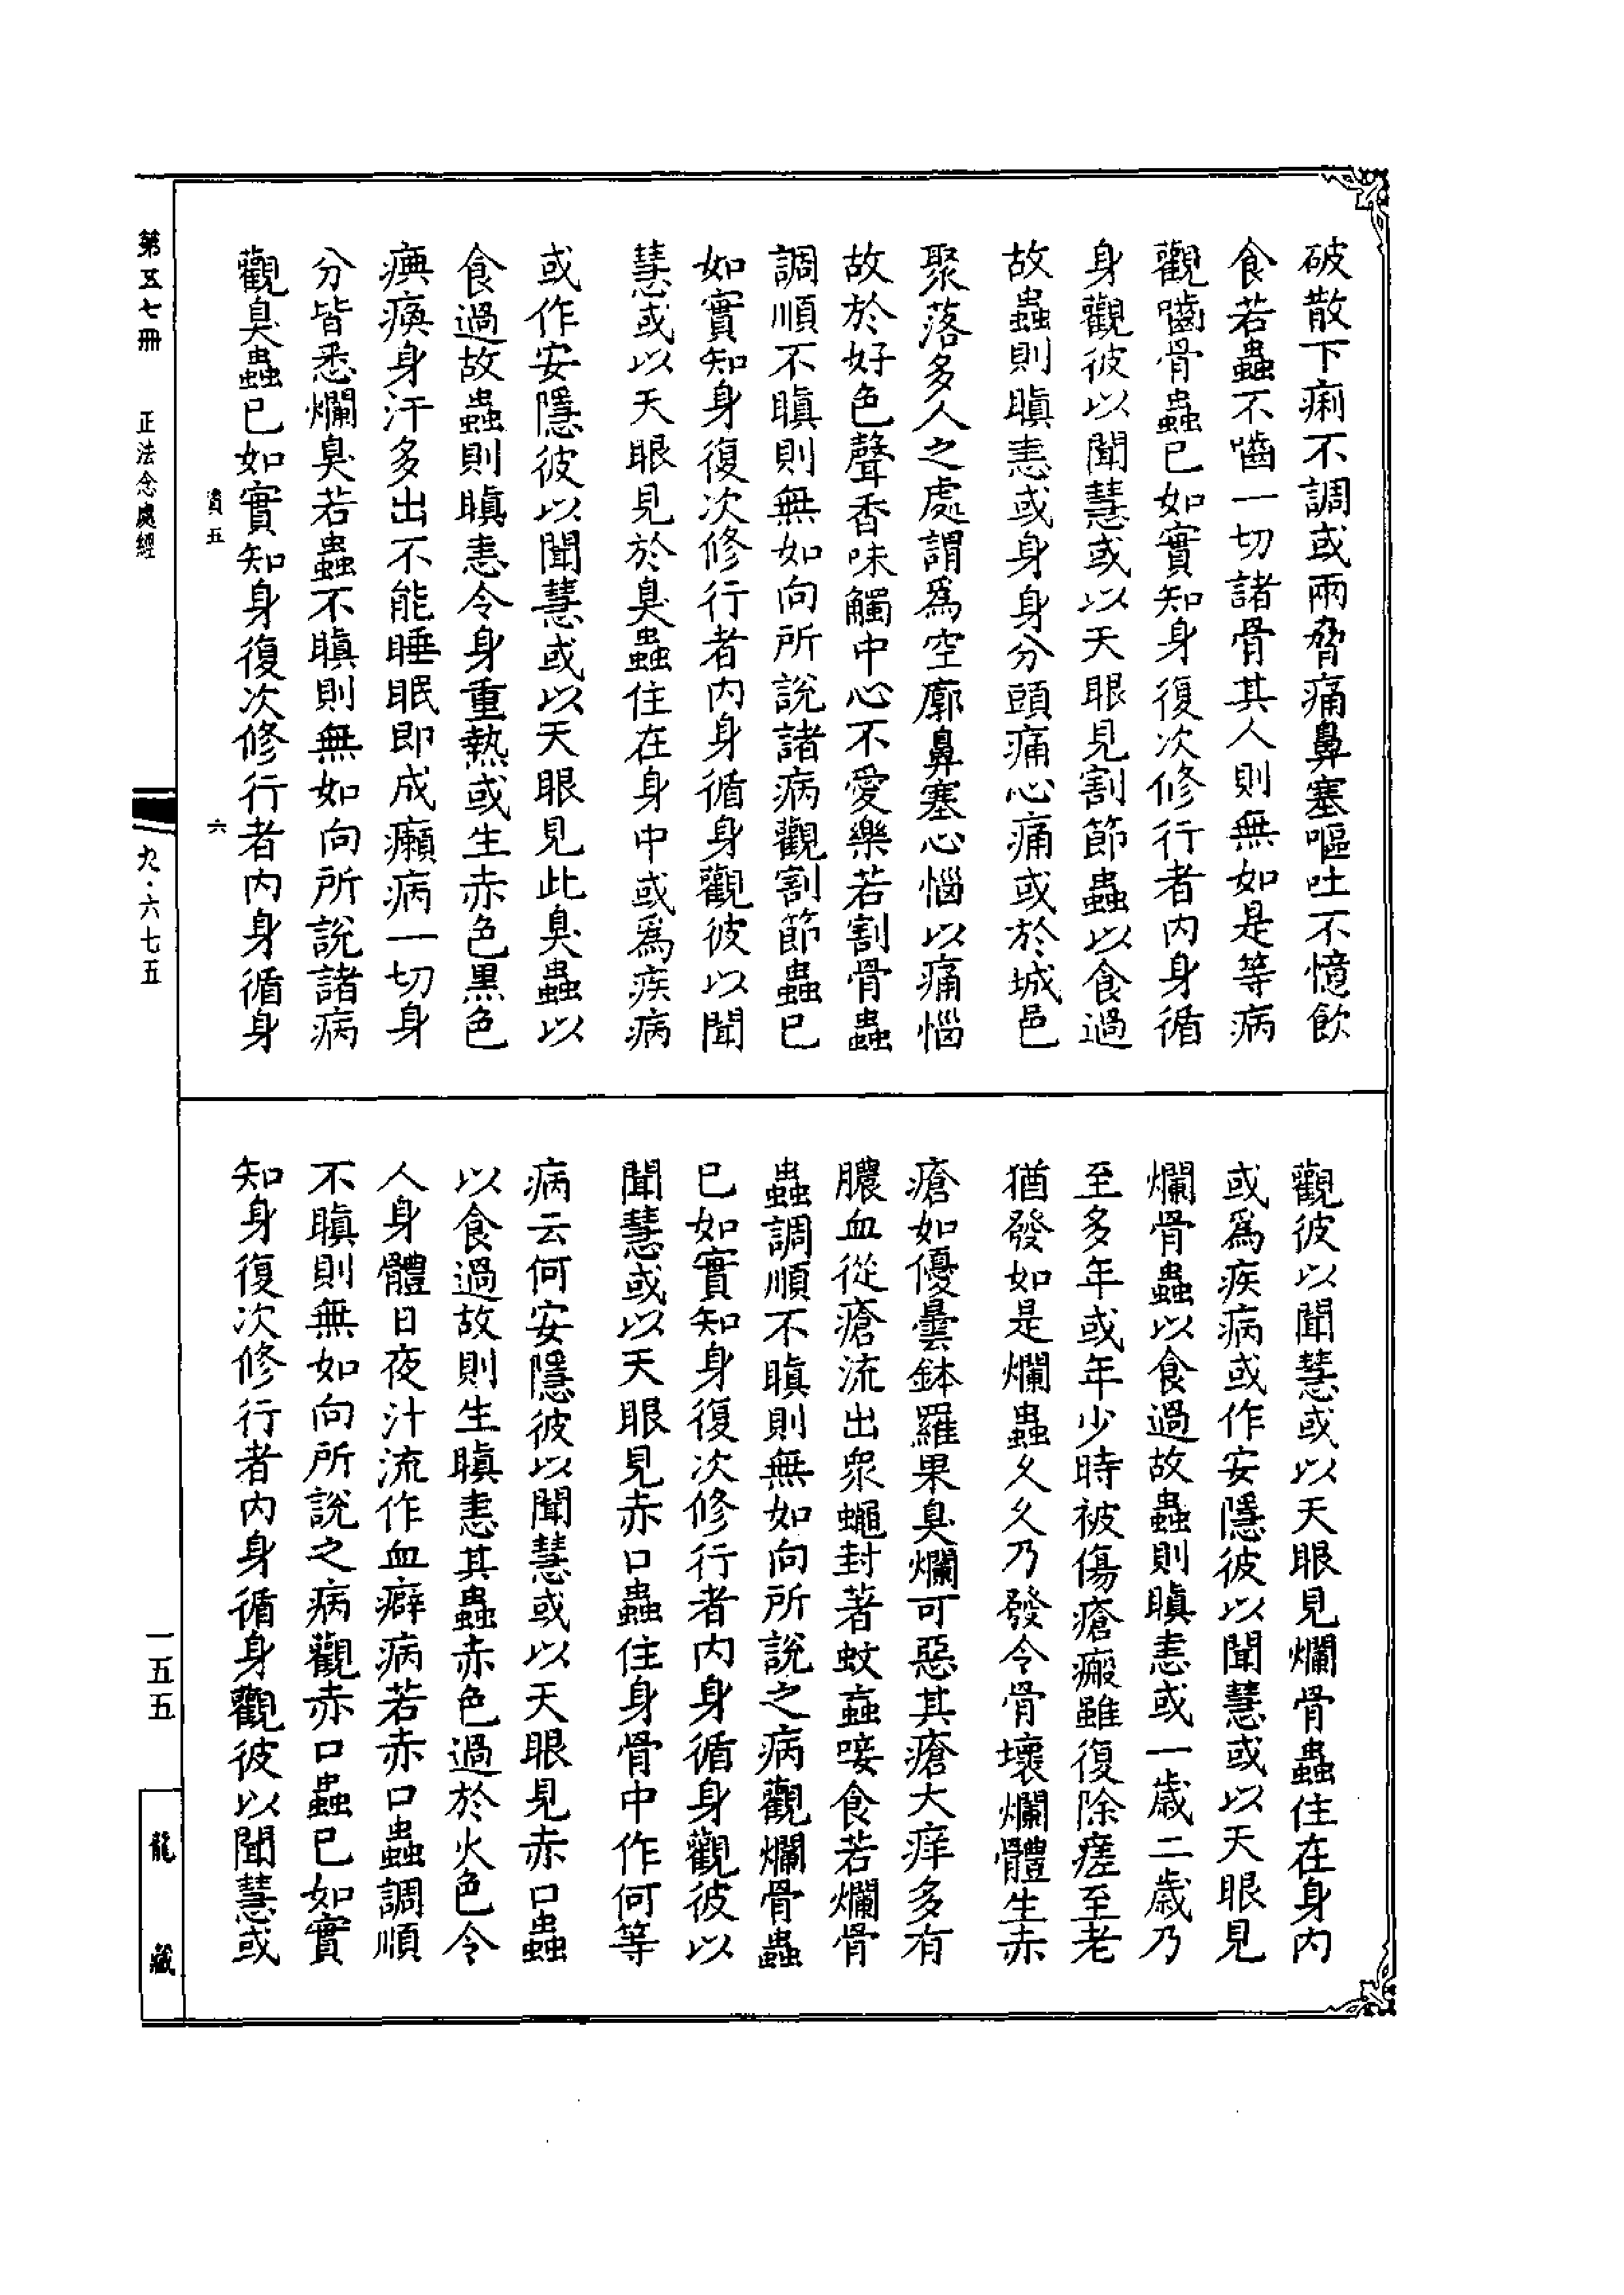 破散下痢不調或兩脅痛鼻塞嘔吐不憶飲
食若蟲不嚙一切諸骨其人則無如是等病
觀嚙骨蟲已如實知身復次修行者內身循
身觀彼以聞慧或以天眼見割節蟲以食過
故蟲則瞋恚或身身分頭痛心痛或於城邑
聚落多人之處謂為空廓鼻塞心惱以痛惱
故於好色聲香味觸中心不愛樂若割骨蟲
調順不瞋則無如向所說諸病觀割節蟲已
如實知身復次修行者內身循身觀彼以聞
慧或以天眼見於臭蟲住在身中或為疾病
或作安隱彼以聞慧或以天眼見此臭蟲以
食過故蟲則瞋恚令身重熱或生赤色黑色
瘨瘓身汗多出不能睡眠即成癩病一切身
分皆悉爛臭若蟲不瞋則無如向所說諸病
觀臭蟲已如實知身復次修行者內身循身
觀彼以聞慧或以天眼見爛骨蟲住在身內
或為疾病或作安隱彼以聞慧或以天眼見
爛骨蟲以食過故蟲則瞋恚或一歲二歲乃
至多年或年少時被傷瘡瘢雖復除瘥至老
猶發如是爛蟲久久乃發令骨壞爛體生赤
瘡如優曇鉢羅果臭爛可惡其瘡大痒多有
膿血從瘡流出眾蠅封著蚊䖟唼食若爛骨
蟲調順不瞋則無如向所說之病觀爛骨蟲
已如實知身復次修行者內身循身觀彼以
聞慧或以天眼見赤口蟲住身骨中作何等
病云何安隱彼以聞慧或以天眼見赤口蟲
以食過故則生瞋恚其蟲赤色過於火色令
人身體日夜汁流作血癖病若赤口蟲調順
不瞋則無如向所說之病觀赤口蟲已如實
知身復次修行者內身循身觀彼以聞慧或
五 六
第五七冊 正法念處經 九·六七五 一五五 龍藏